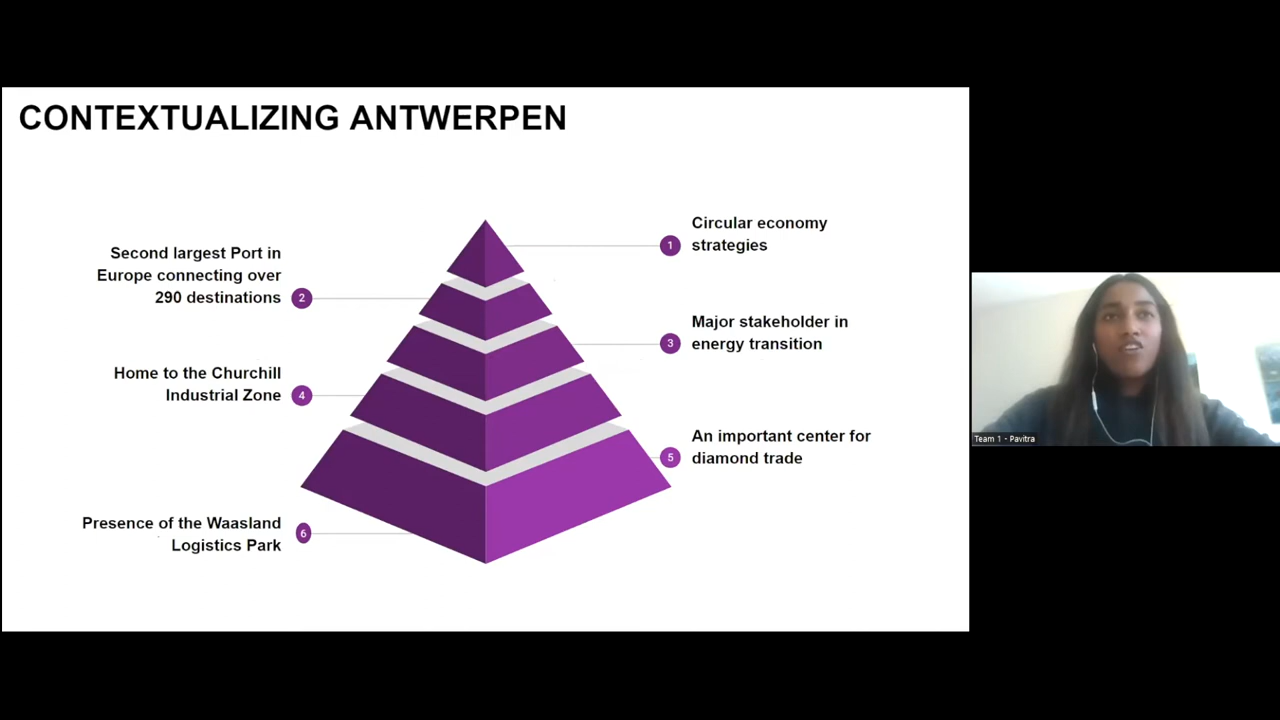 CONTEXTUALIZING ANTWERPEN
Circular economy
strategies
1
Second largest Port in
Europe connecting over
290 destinations
2
Major stakeholder in
energy transition
3
Home to the Churchill
Industrial Zone
4
An important center for
diamond trade
5
Presence of the Waasland
Logistics Park
6
Team 1 - Pavitra